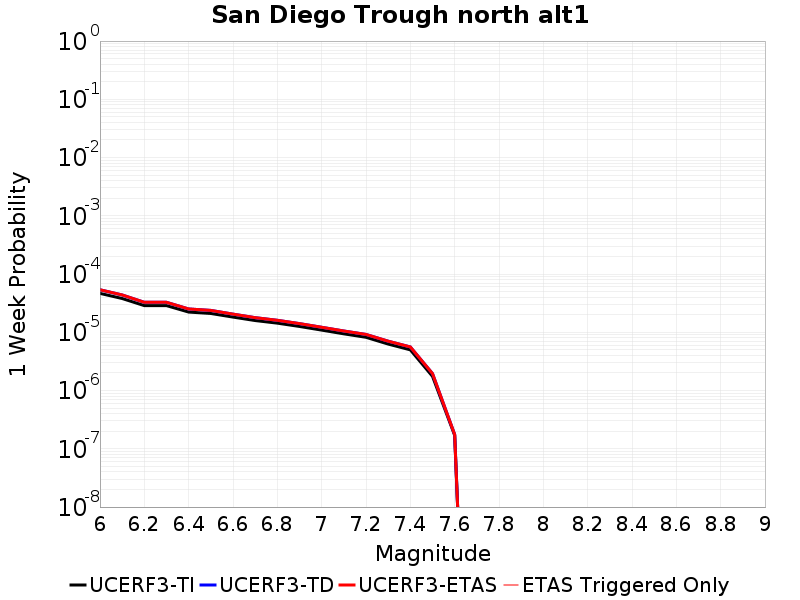 San Diego Trough north alt1
1 Week Probability
10^0
10^-1
10^-2
10^-3
10^-4
10^-5
10^-6
10^-7
10^-8
6 6.2 6.4 6.6 6.8 7 7.2 7.4 7.6 7.8 8 8.2 8.4 8.6 8.8 9
Magnitude
UCERF3-TI UCERF3-TD UCERF3-ETAS ETAS Triggered Only